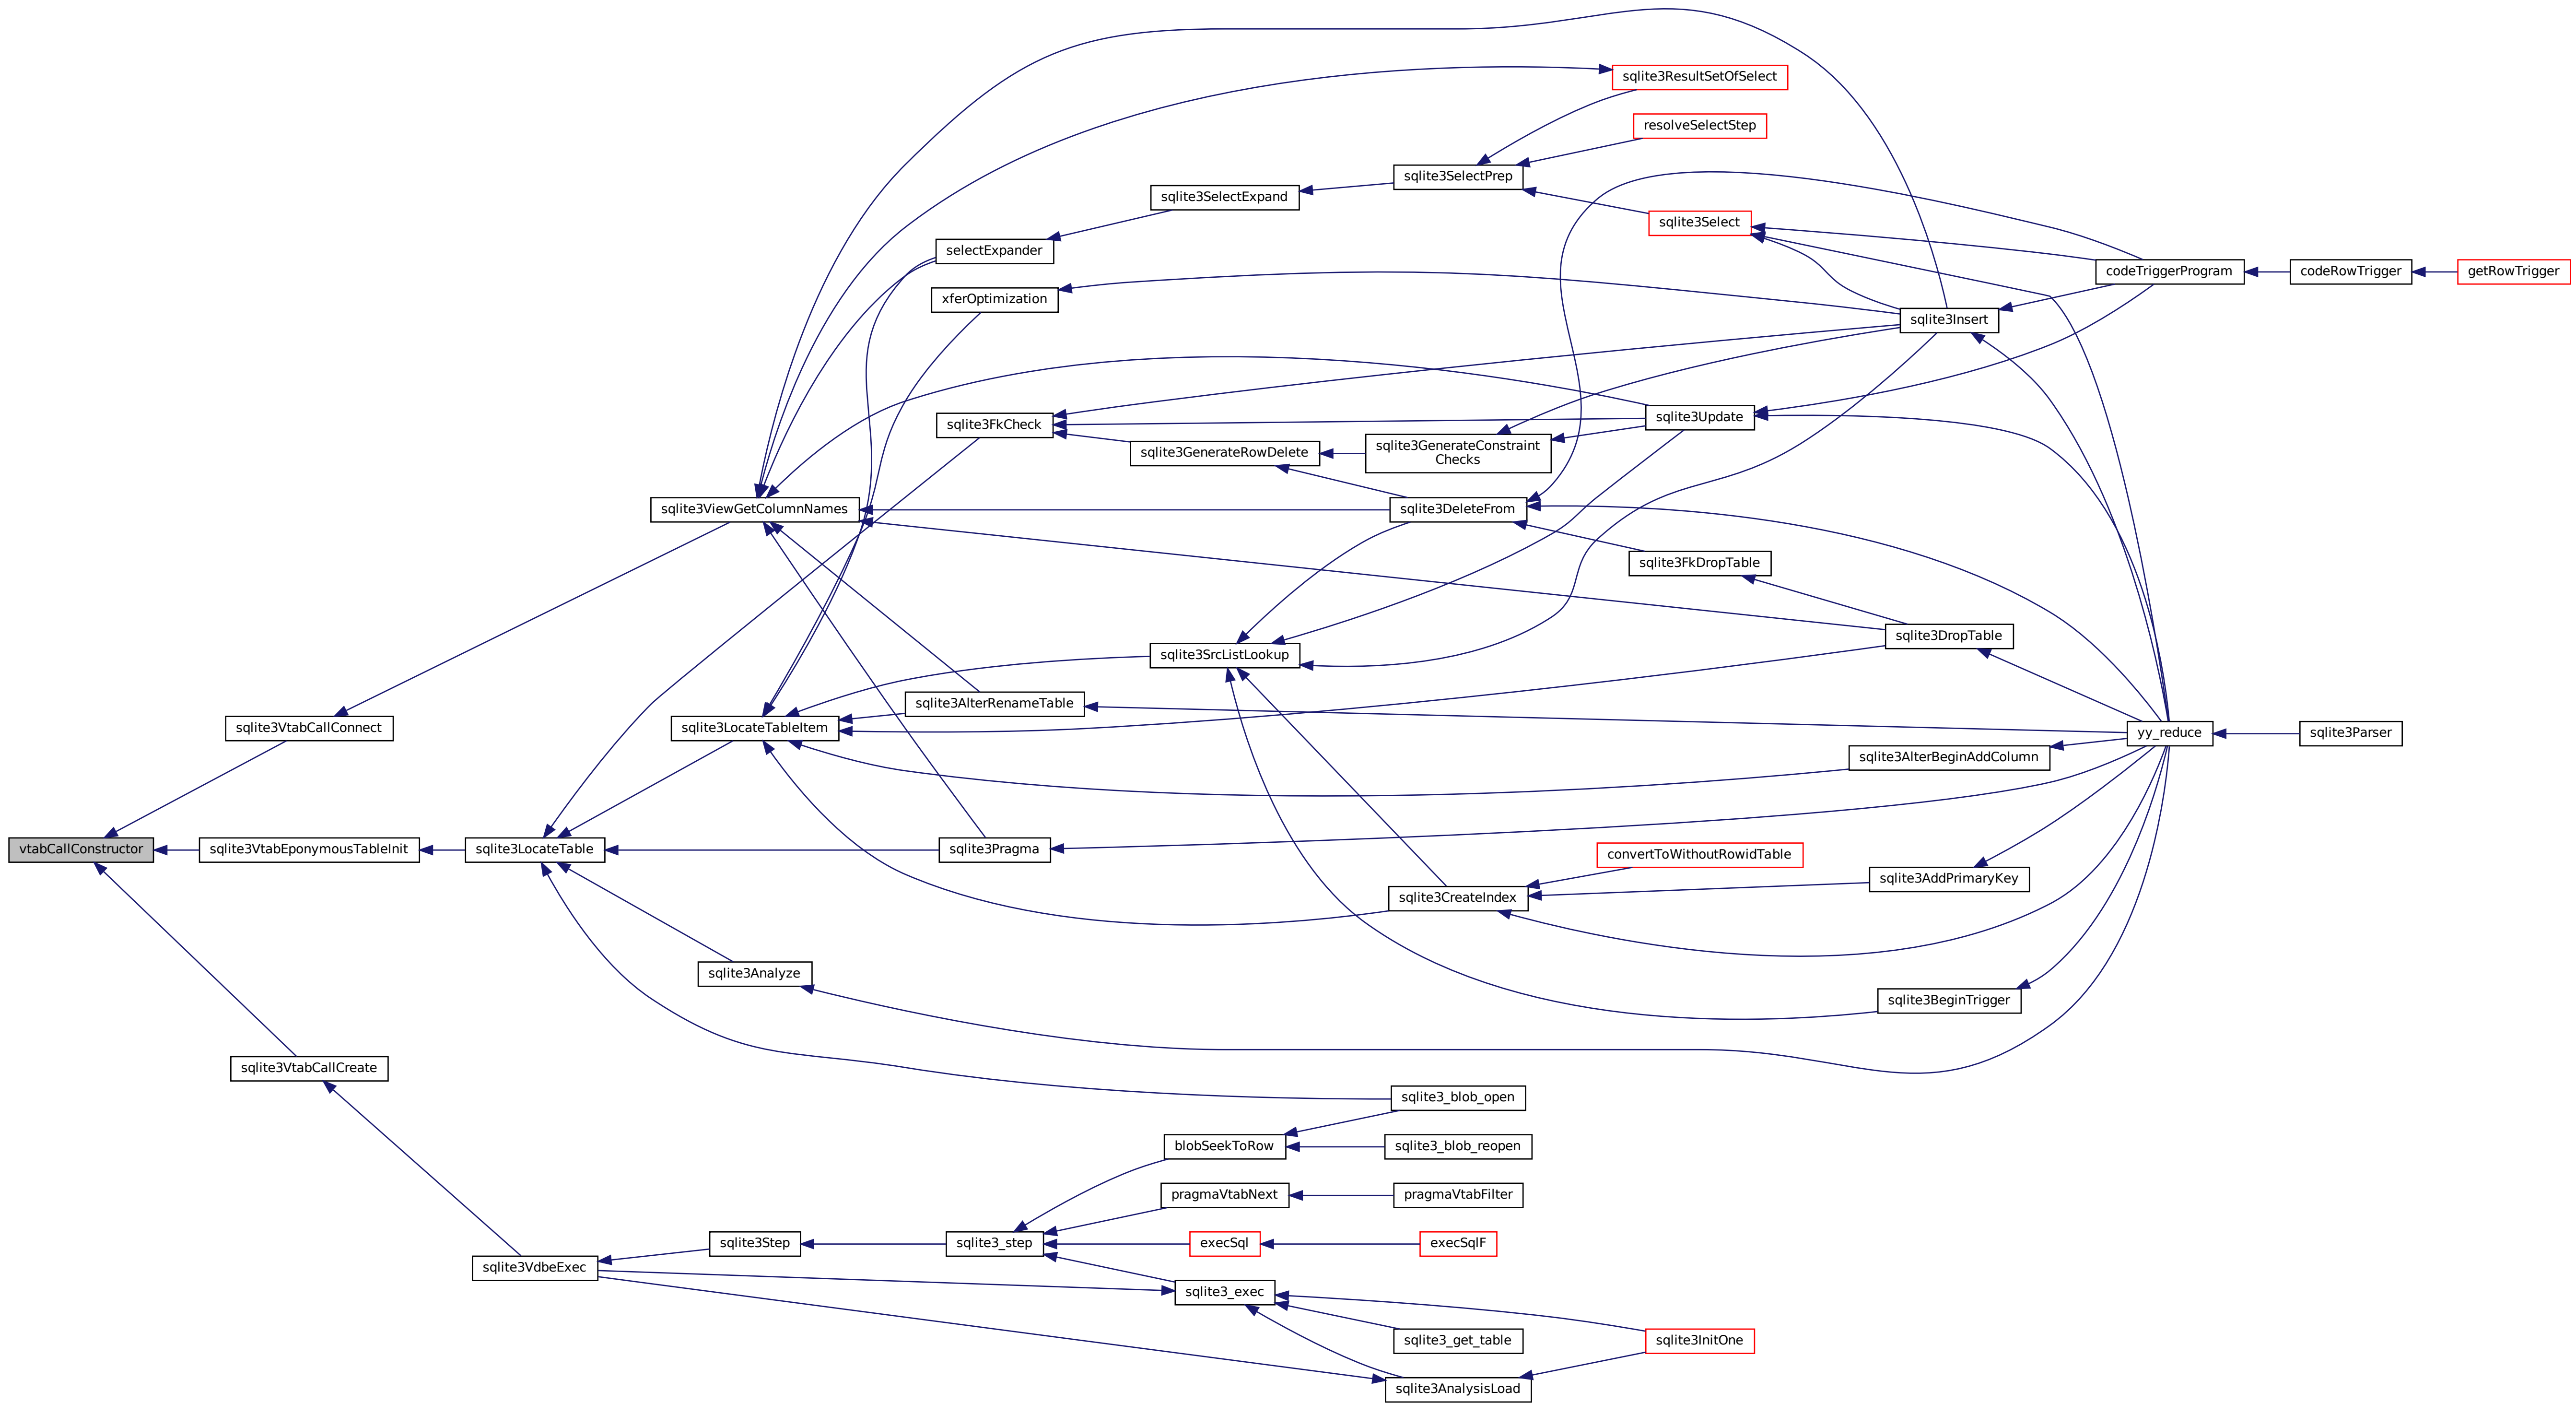 sqlite3ResultSetOfSelect
resolveSelectStep
sqlite3SelectPrep
sqlite3SelectExpand
sqlite3Select
selectExpander
codeTriggerProgram
codeRowTrigger
getRowTrigger
xferOptimization
sqlite3Insert
sqlite3FkCheck
sqlite3Update
sqlite3GenerateRowDelete
sqlite3GenerateConstraint
Checks
sqlite3ViewGetColumnNames
sqlite3DeleteFrom
sqlite3FkDropTable
sqlite3DropTable
sqlite3SrcListLookup
sqlite3AlterRenameTable
sqlite3VtabCallConnect
sqlite3LocateTableItem
yy_reduce
sqlite3Parser
sqlite3AlterBeginAddColumn
vtabCallConstructor
sqlite3VtabEponymousTableInit
sqlite3LocateTable
sqlite3Pragma
convertToWithoutRowidTable
sqlite3AddPrimaryKey
sqlite3CreateIndex
sqlite3Analyze
sqlite3BeginTrigger
sqlite3VtabCallCreate
sqlite3_blob_open
blobSeekToRow
sqlite3_blob_reopen
pragmaVtabNext
pragmaVtabFilter
sqlite3Step
sqlite3_step
execSql
execSqlF
sqlite3VdbeExec
sqlite3_exec
sqlite3_get_table
sqlite3InitOne
sqlite3AnalysisLoad